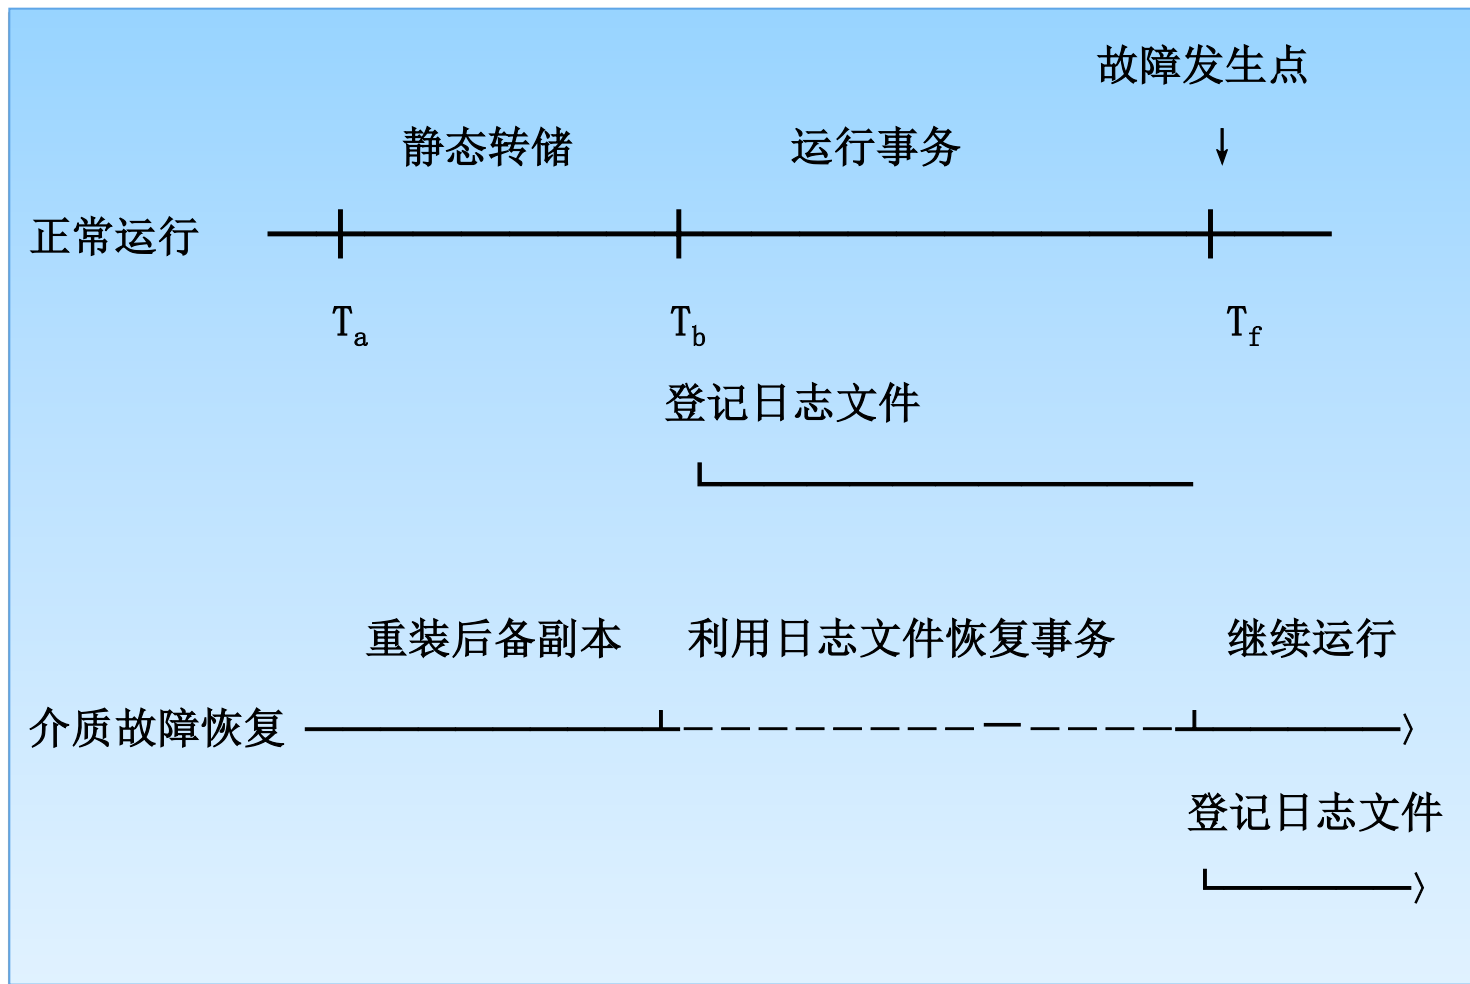 故障发生点
静态转储 运行事务
正常运行
Ta Tb Tf
登记日志文件
重装后备副本 利用日志文件恢复事务 继续运行
介质故障恢复
登记日志文件